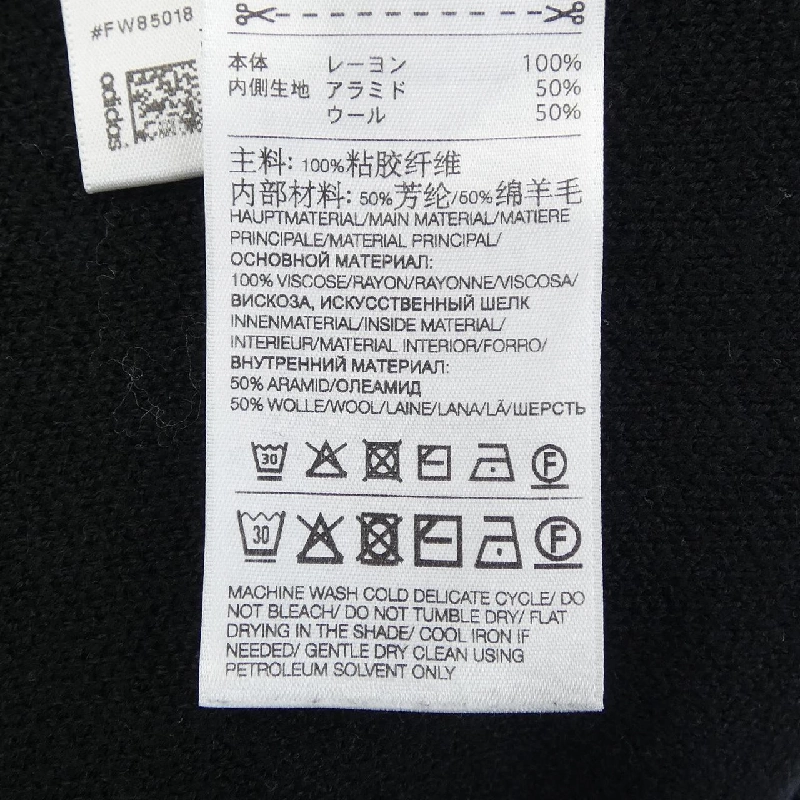 #FW85018
adidas
本体 レーヨン 100%
内側生地 アラミド 50%
ウール 50%
主料: 100%粘胶纤维
内部材料: 50%芳纶/50%绵羊毛
HAUPTMATERIAL/MAIN MATERIAL/MATIERE
PRINCIPALE/MATERIAL PRINCIPAL/
ОСНОВНОЙ МАТЕРИАЛ:
100% VISCOSE/RAYON/RAYONNE/VISCOSA/
ВИСКОЗА, ИСКУССТВЕННЫЙ ШЕЛК
INNENMATERIAL/INSIDE MATERIAL/
INTERIEUR/MATERIAL INTERIOR/FORRO/
ВНУТРЕННИЙ МАТЕРИАЛ:
50% ARAMID/ОЛЕАМИД
50% WOLLE/WOOL/LAINE/LANA/LÃ/ШЕРСТЬ
30 F
30 F
MACHINE WASH COLD DELICATE CYCLE/ DO
NOT BLEACH/ DO NOT TUMBLE DRY/ FLAT
DRYING IN THE SHADE/ COOL IRON IF
NEEDED/ GENTLE DRY CLEAN USING
PETROLEUM SOLVENT ONLY